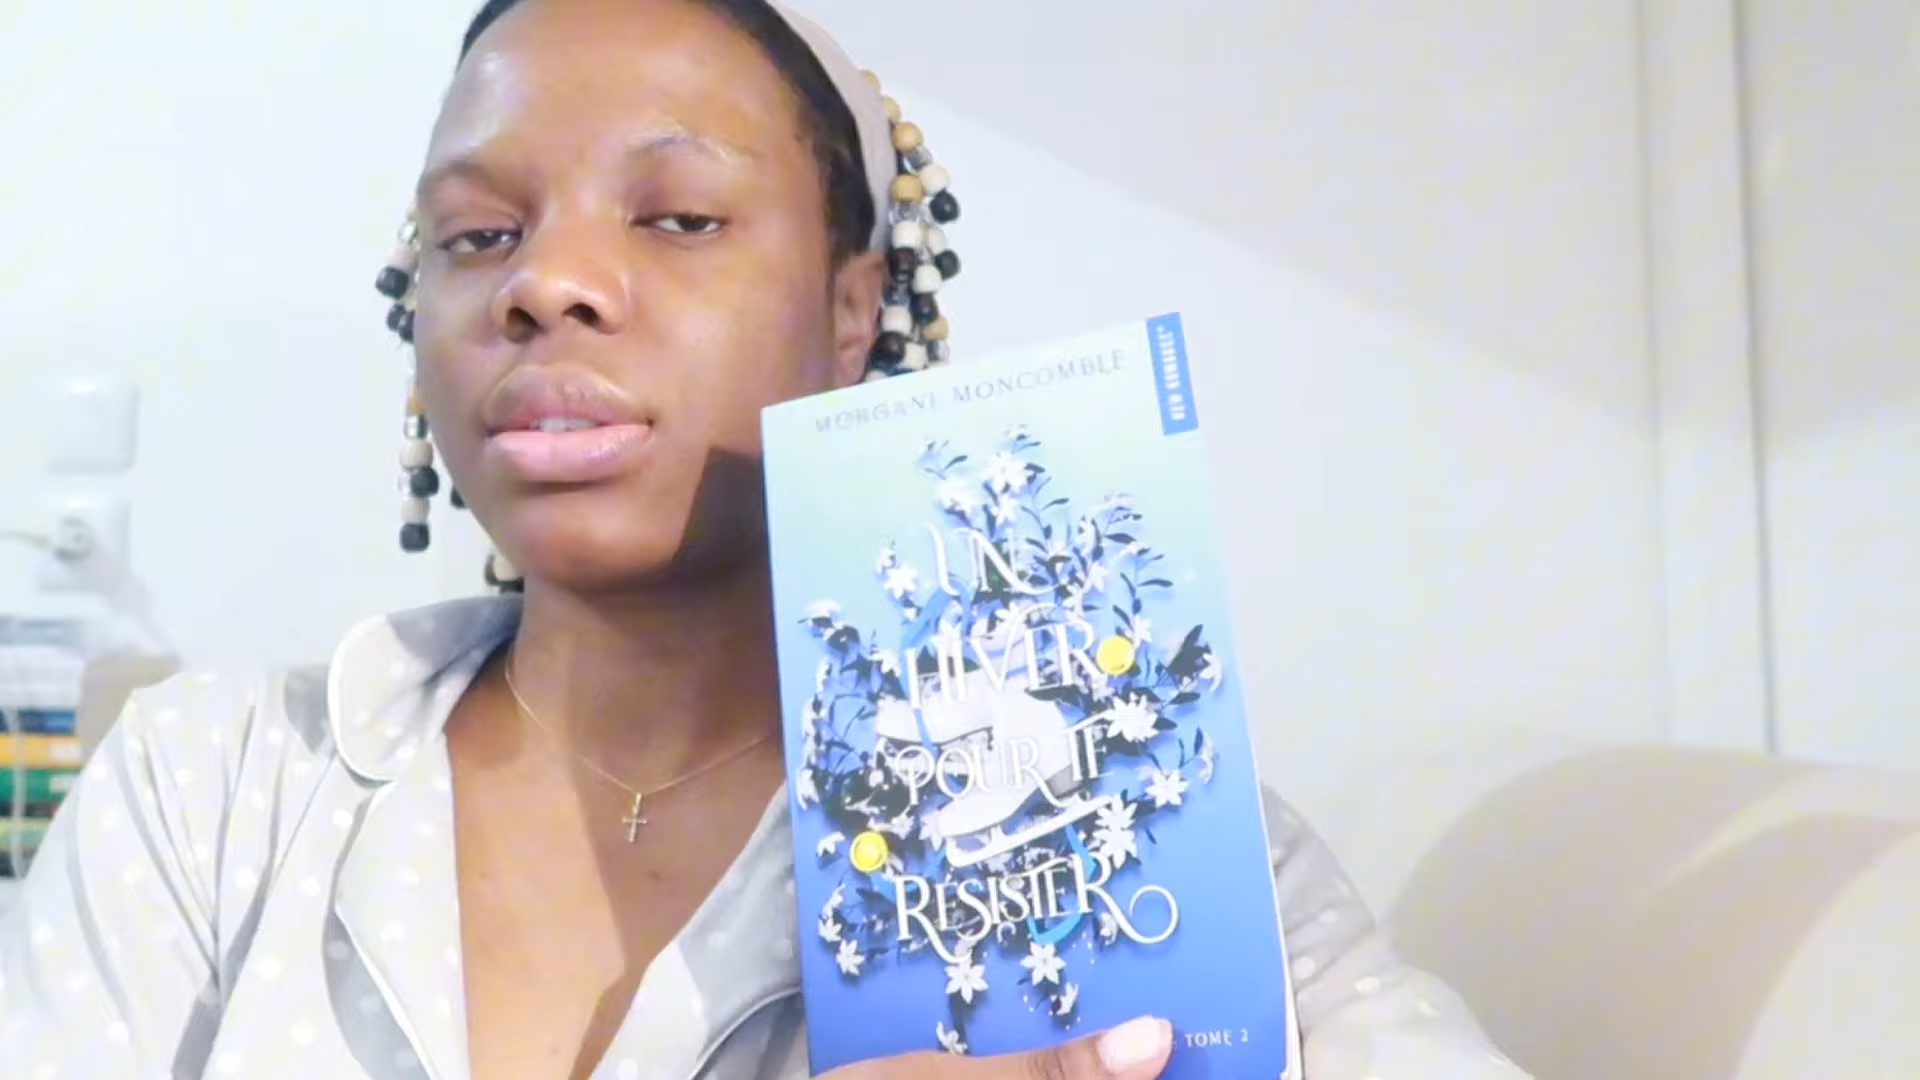 MORGANE MONCOMBLE
NEW ROMANCE®
UN
HIVER
POUR TE
RÉSISTER
TOME 2